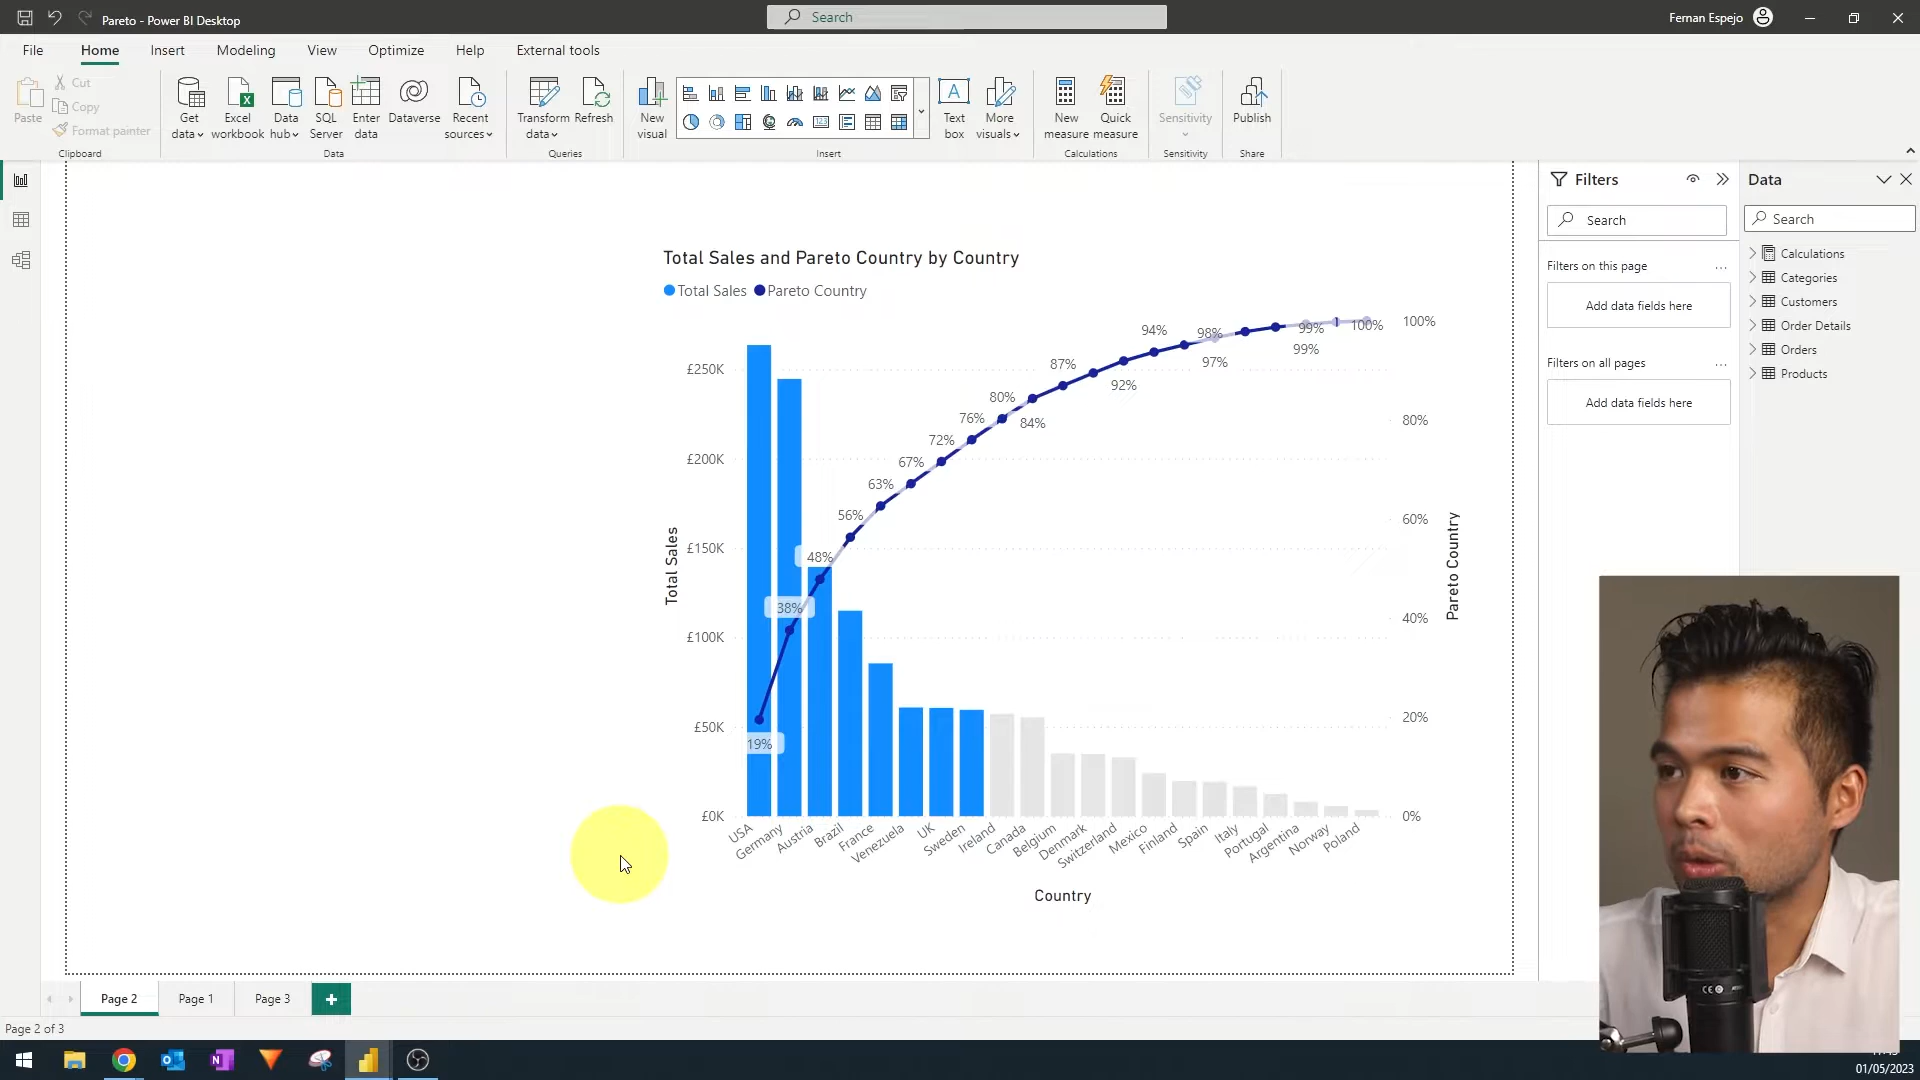 Pareto - Power BI Desktop
Search
Fernan Espejo
File Home Insert Modeling View Optimize Help External tools
Paste
Cut
Copy
Format painter
Clipboard
Get data
Excel workbook
Data hub
SQL Server
Enter data
Dataverse
Recent sources
Data
Transform data
Refresh
Queries
New visual
123
Insert
A
Text box
More visuals
New measure
Quick measure
Calculations
Sensitivity
Sensitivity
Publish
Share
Total Sales and Pareto Country by Country
Total Sales Pareto Country
£250K
£200K
£150K
£100K
£50K
£0K
Total Sales
19%
38%
48%
56%
63%
67%
72%
76%
80%
84%
87%
92%
94%
97%
98%
99%
99%
100%
100%
80%
60%
40%
20%
0%
Pareto Country
USA
Germany
Austria
Brazil
France
Venezuela
UK
Sweden
Ireland
Canada
Belgium
Denmark
Switzerland
Mexico
Finland
Spain
Italy
Portugal
Argentina
Norway
Poland
Country
Filters
Search
Filters on this page ...
Add data fields here
Filters on all pages ...
Add data fields here
Data
Search
Calculations
Categories
Customers
Order Details
Orders
Products
Page 2
Page 1
Page 3
+
Page 2 of 3
01/05/2023